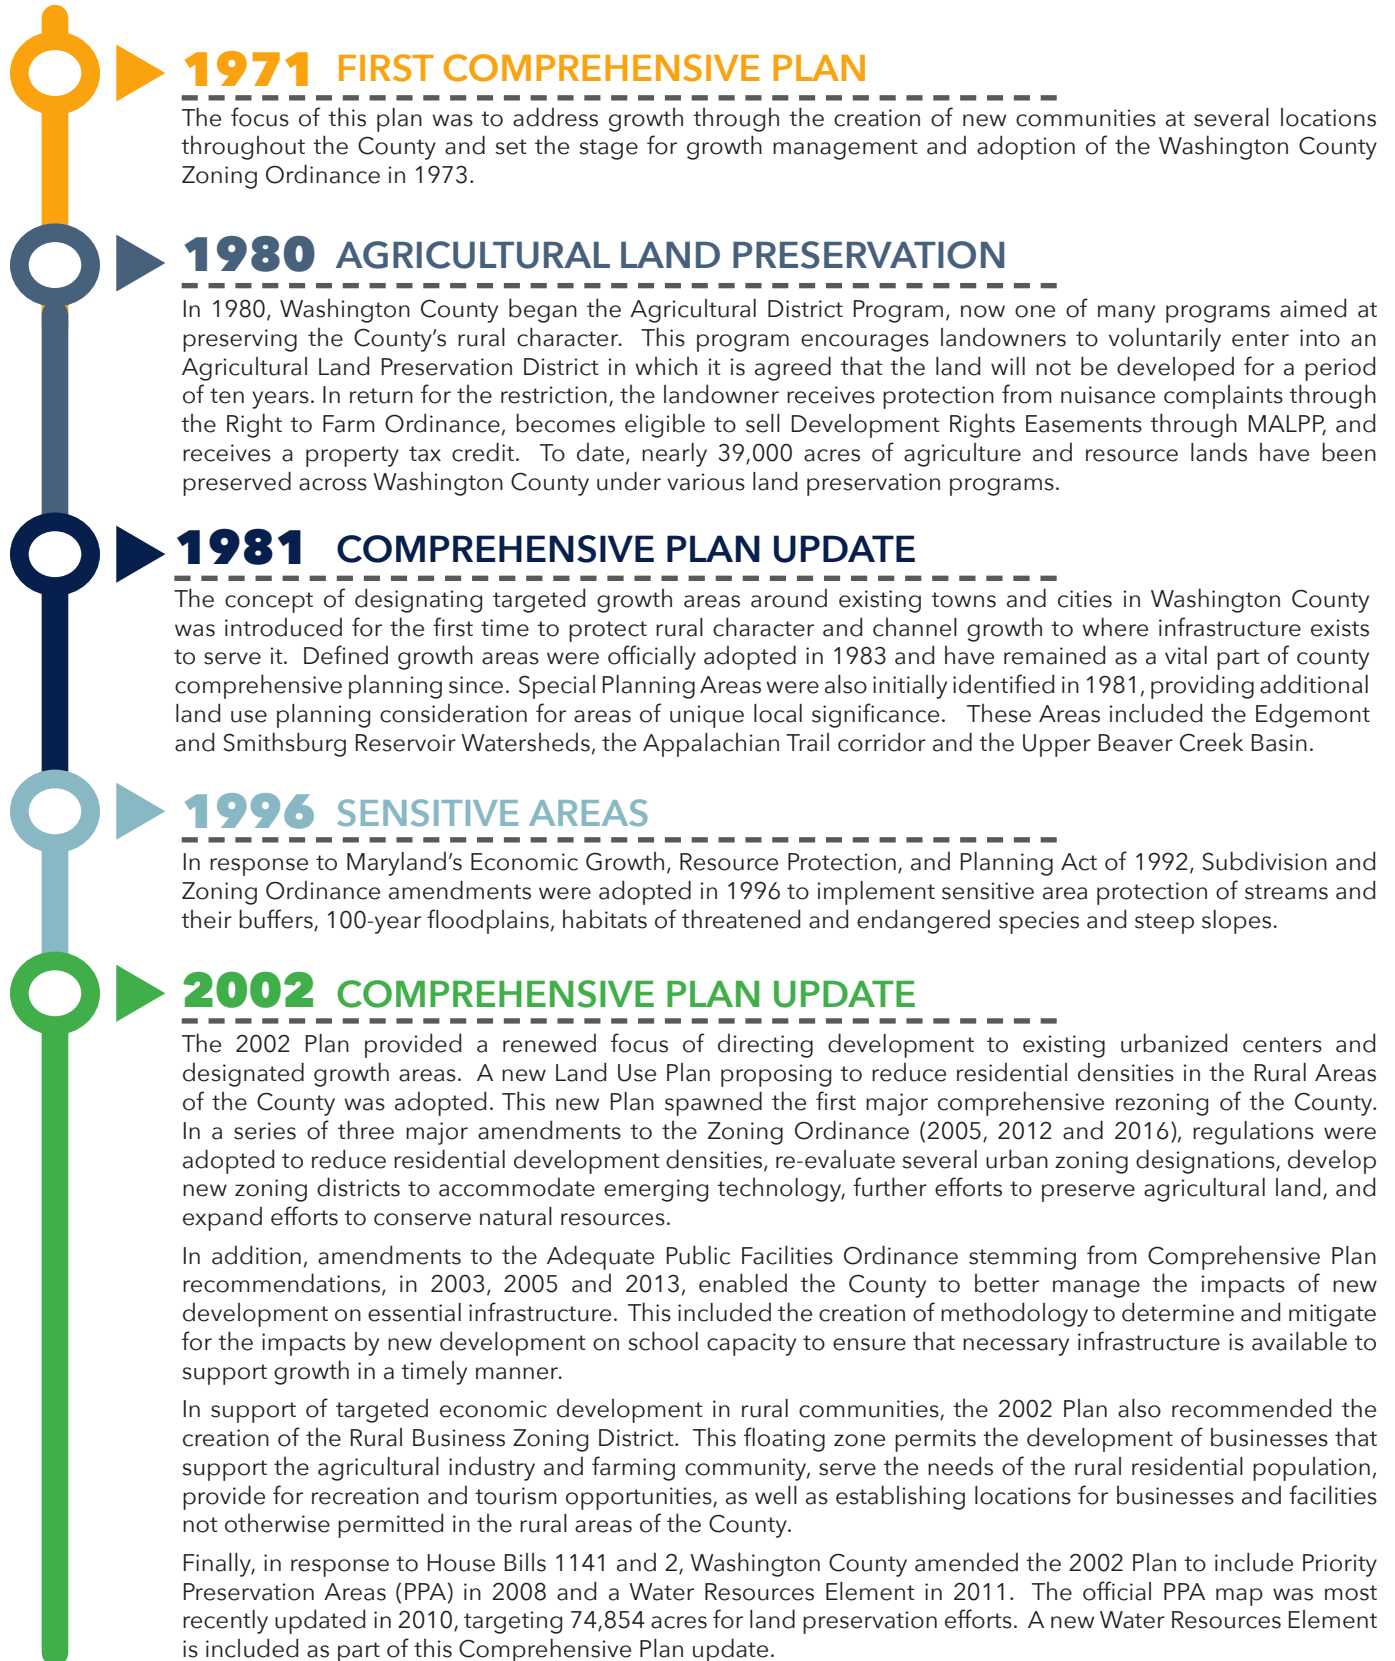 1971 FIRST COMPREHENSIVE PLAN
The focus of this plan was to address growth through the creation of new communities at several locations
throughout the County and set the stage for growth management and adoption of the Washington County
Zoning Ordinance in 1973.
1980 AGRICULTURAL LAND PRESERVATION
In 1980, Washington County began the Agricultural District Program, now one of many programs aimed at
preserving the County's rural character. This program encourages landowners to voluntarily enter into an
Agricultural Land Preservation District in which it is agreed that the land will not be developed for a period
of ten years. In return for the restriction, the landowner receives protection from nuisance complaints through
the Right to Farm Ordinance, becomes eligible to sell Development Rights Easements through MALPP, and
receives a property tax credit. To date, nearly 39,000 acres of agriculture and resource lands have been
preserved across Washington County under various land preservation programs.
1981 COMPREHENSIVE PLAN UPDATE
The concept of designating targeted growth areas around existing towns and cities in Washington County
was introduced for the first time to protect rural character and channel growth to where infrastructure exists
to serve it. Defined growth areas were officially adopted in 1983 and have remained as a vital part of county
comprehensive planning since. Special Planning Areas were also initially identified in 1981, providing additional
land use planning consideration for areas of unique local significance. These Areas included the Edgemont
and Smithsburg Reservoir Watersheds, the Appalachian Trail corridor and the Upper Beaver Creek Basin.
1996 SENSITIVE AREAS
In response to Maryland's Economic Growth, Resource Protection, and Planning Act of 1992, Subdivision and
Zoning Ordinance amendments were adopted in 1996 to implement sensitive area protection of streams and
their buffers, 100-year floodplains, habitats of threatened and endangered species and steep slopes.
2002 COMPREHENSIVE PLAN UPDATE
The 2002 Plan provided a renewed focus of directing development to existing urbanized centers and
designated growth areas. A new Land Use Plan proposing to reduce residential densities in the Rural Areas
of the County was adopted. This new Plan spawned the first major comprehensive rezoning of the County.
In a series of three major amendments to the Zoning Ordinance (2005, 2012 and 2016), regulations were
adopted to reduce residential development densities, re-evaluate several urban zoning designations, develop
new zoning districts to accommodate emerging technology, further efforts to preserve agricultural land, and
expand efforts to conserve natural resources.
In addition, amendments to the Adequate Public Facilities Ordinance stemming from Comprehensive Plan
recommendations, in 2003, 2005 and 2013, enabled the County to better manage the impacts of new
development on essential infrastructure. This included the creation of methodology to determine and mitigate
for the impacts by new development on school capacity to ensure that necessary infrastructure is available to
support growth in a timely manner.
In support of targeted economic development in rural communities, the 2002 Plan also recommended the
creation of the Rural Business Zoning District. This floating zone permits the development of businesses that
support the agricultural industry and farming community, serve the needs of the rural residential population,
provide for recreation and tourism opportunities, as well as establishing locations for businesses and facilities
not otherwise permitted in the rural areas of the County.
Finally, in response to House Bills 1141 and 2, Washington County amended the 2002 Plan to include Priority
Preservation Areas (PPA) in 2008 and a Water Resources Element in 2011. The official PPA map was most
recently updated in 2010, targeting 74,854 acres for land preservation efforts. A new Water Resources Element
is included as part of this Comprehensive Plan update.